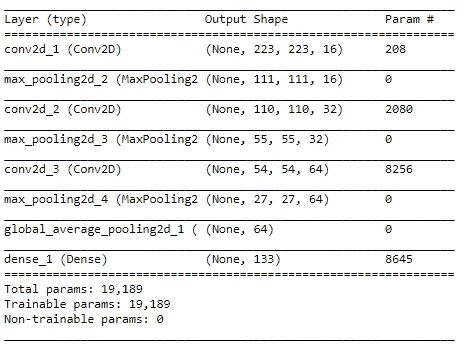 Layer (type) Output Shape Param #
conv2d_1 (Conv2D) (None, 223, 223, 16) 208
max_pooling2d_2 (MaxPooling2 (None, 111, 111, 16) 0
conv2d_2 (Conv2D) (None, 110, 110, 32) 2080
max_pooling2d_3 (MaxPooling2 (None, 55, 55, 32) 0
conv2d_3 (Conv2D) (None, 54, 54, 64) 8256
max_pooling2d_4 (MaxPooling2 (None, 27, 27, 64) 0
global_average_pooling2d_1 ( (None, 64) 0
dense_1 (Dense) (None, 133) 8645
Total params: 19,189
Trainable params: 19,189
Non-trainable params: 0